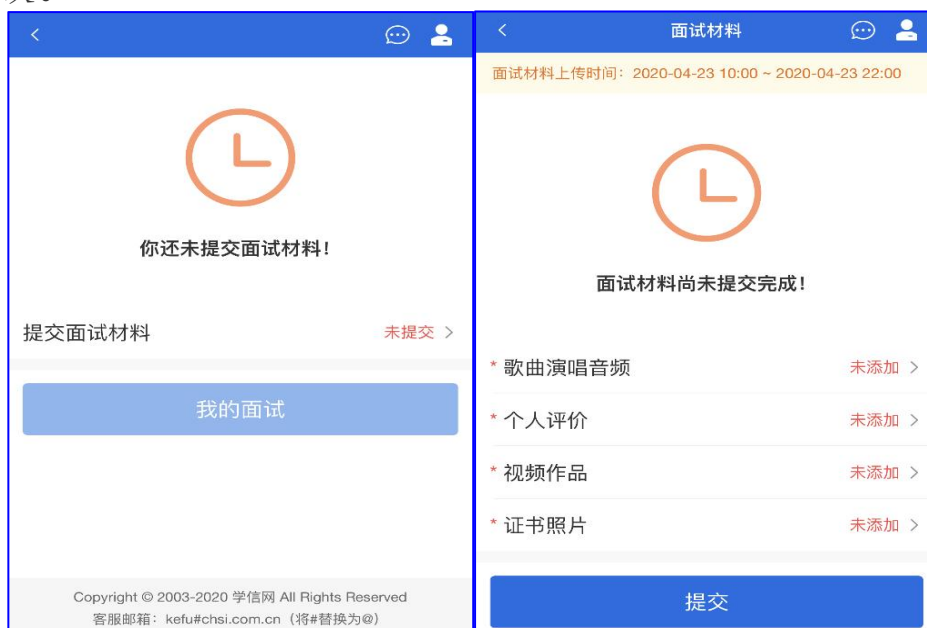 你还未提交面试材料!
提交面试材料 未提交 >
我的面试
Copyright © 2003-2020 学信网 All Rights Reserved
客服邮箱：kefu#chsi.com.cn（将#替换为@）
面试材料
面试材料上传时间：2020-04-23 10:00 ~ 2020-04-23 22:00
面试材料尚未提交完成!
* 歌曲演唱音频 未添加 >
* 个人评价 未添加 >
* 视频作品 未添加 >
* 证书照片 未添加 >
提交